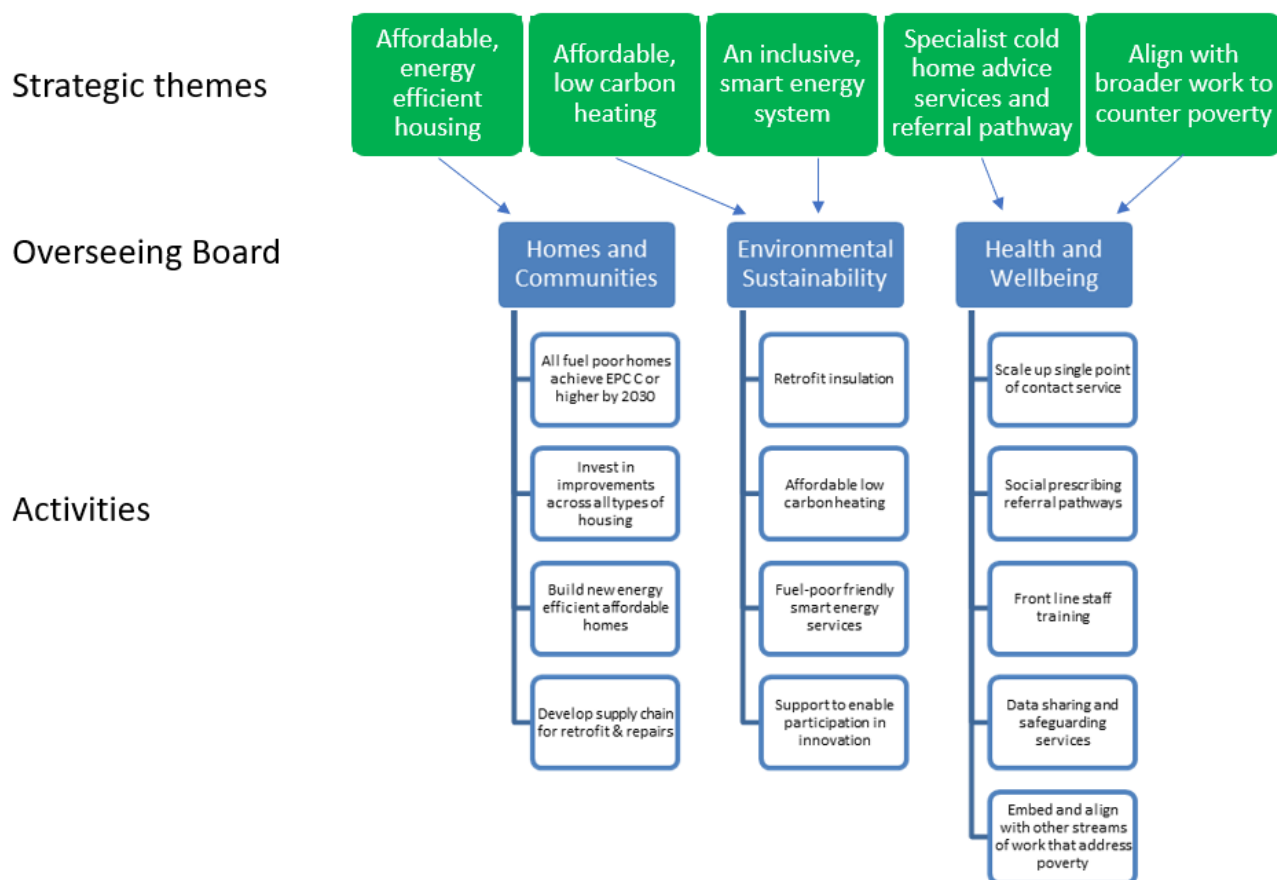 Strategic themes
Affordable,
energy
efficient
housing
Affordable,
low carbon
heating
An inclusive,
smart energy
system
Specialist cold
home advice
services and
referral pathway
Align with
broader work to
counter poverty
Overseeing Board
Homes and
Communities
Environmental
Sustainability
Health and
Wellbeing
Activities
All fuel poor homes
achieve EPC C or
higher by 2030
Invest in
improvements
across all types of
housing
Build new energy
efficient affordable
homes
Develop supply chain
for retrofit & repairs
Retrofit insulation
Affordable low
carbon heating
Fuel-poor friendly
smart energy
services
Support to enable
participation in
innovation
Scale up single point
of contact service
Social prescribing
referral pathways
Front line staff
training
Data sharing and
safeguarding
services
Embed and align
with other streams
of work that address
poverty